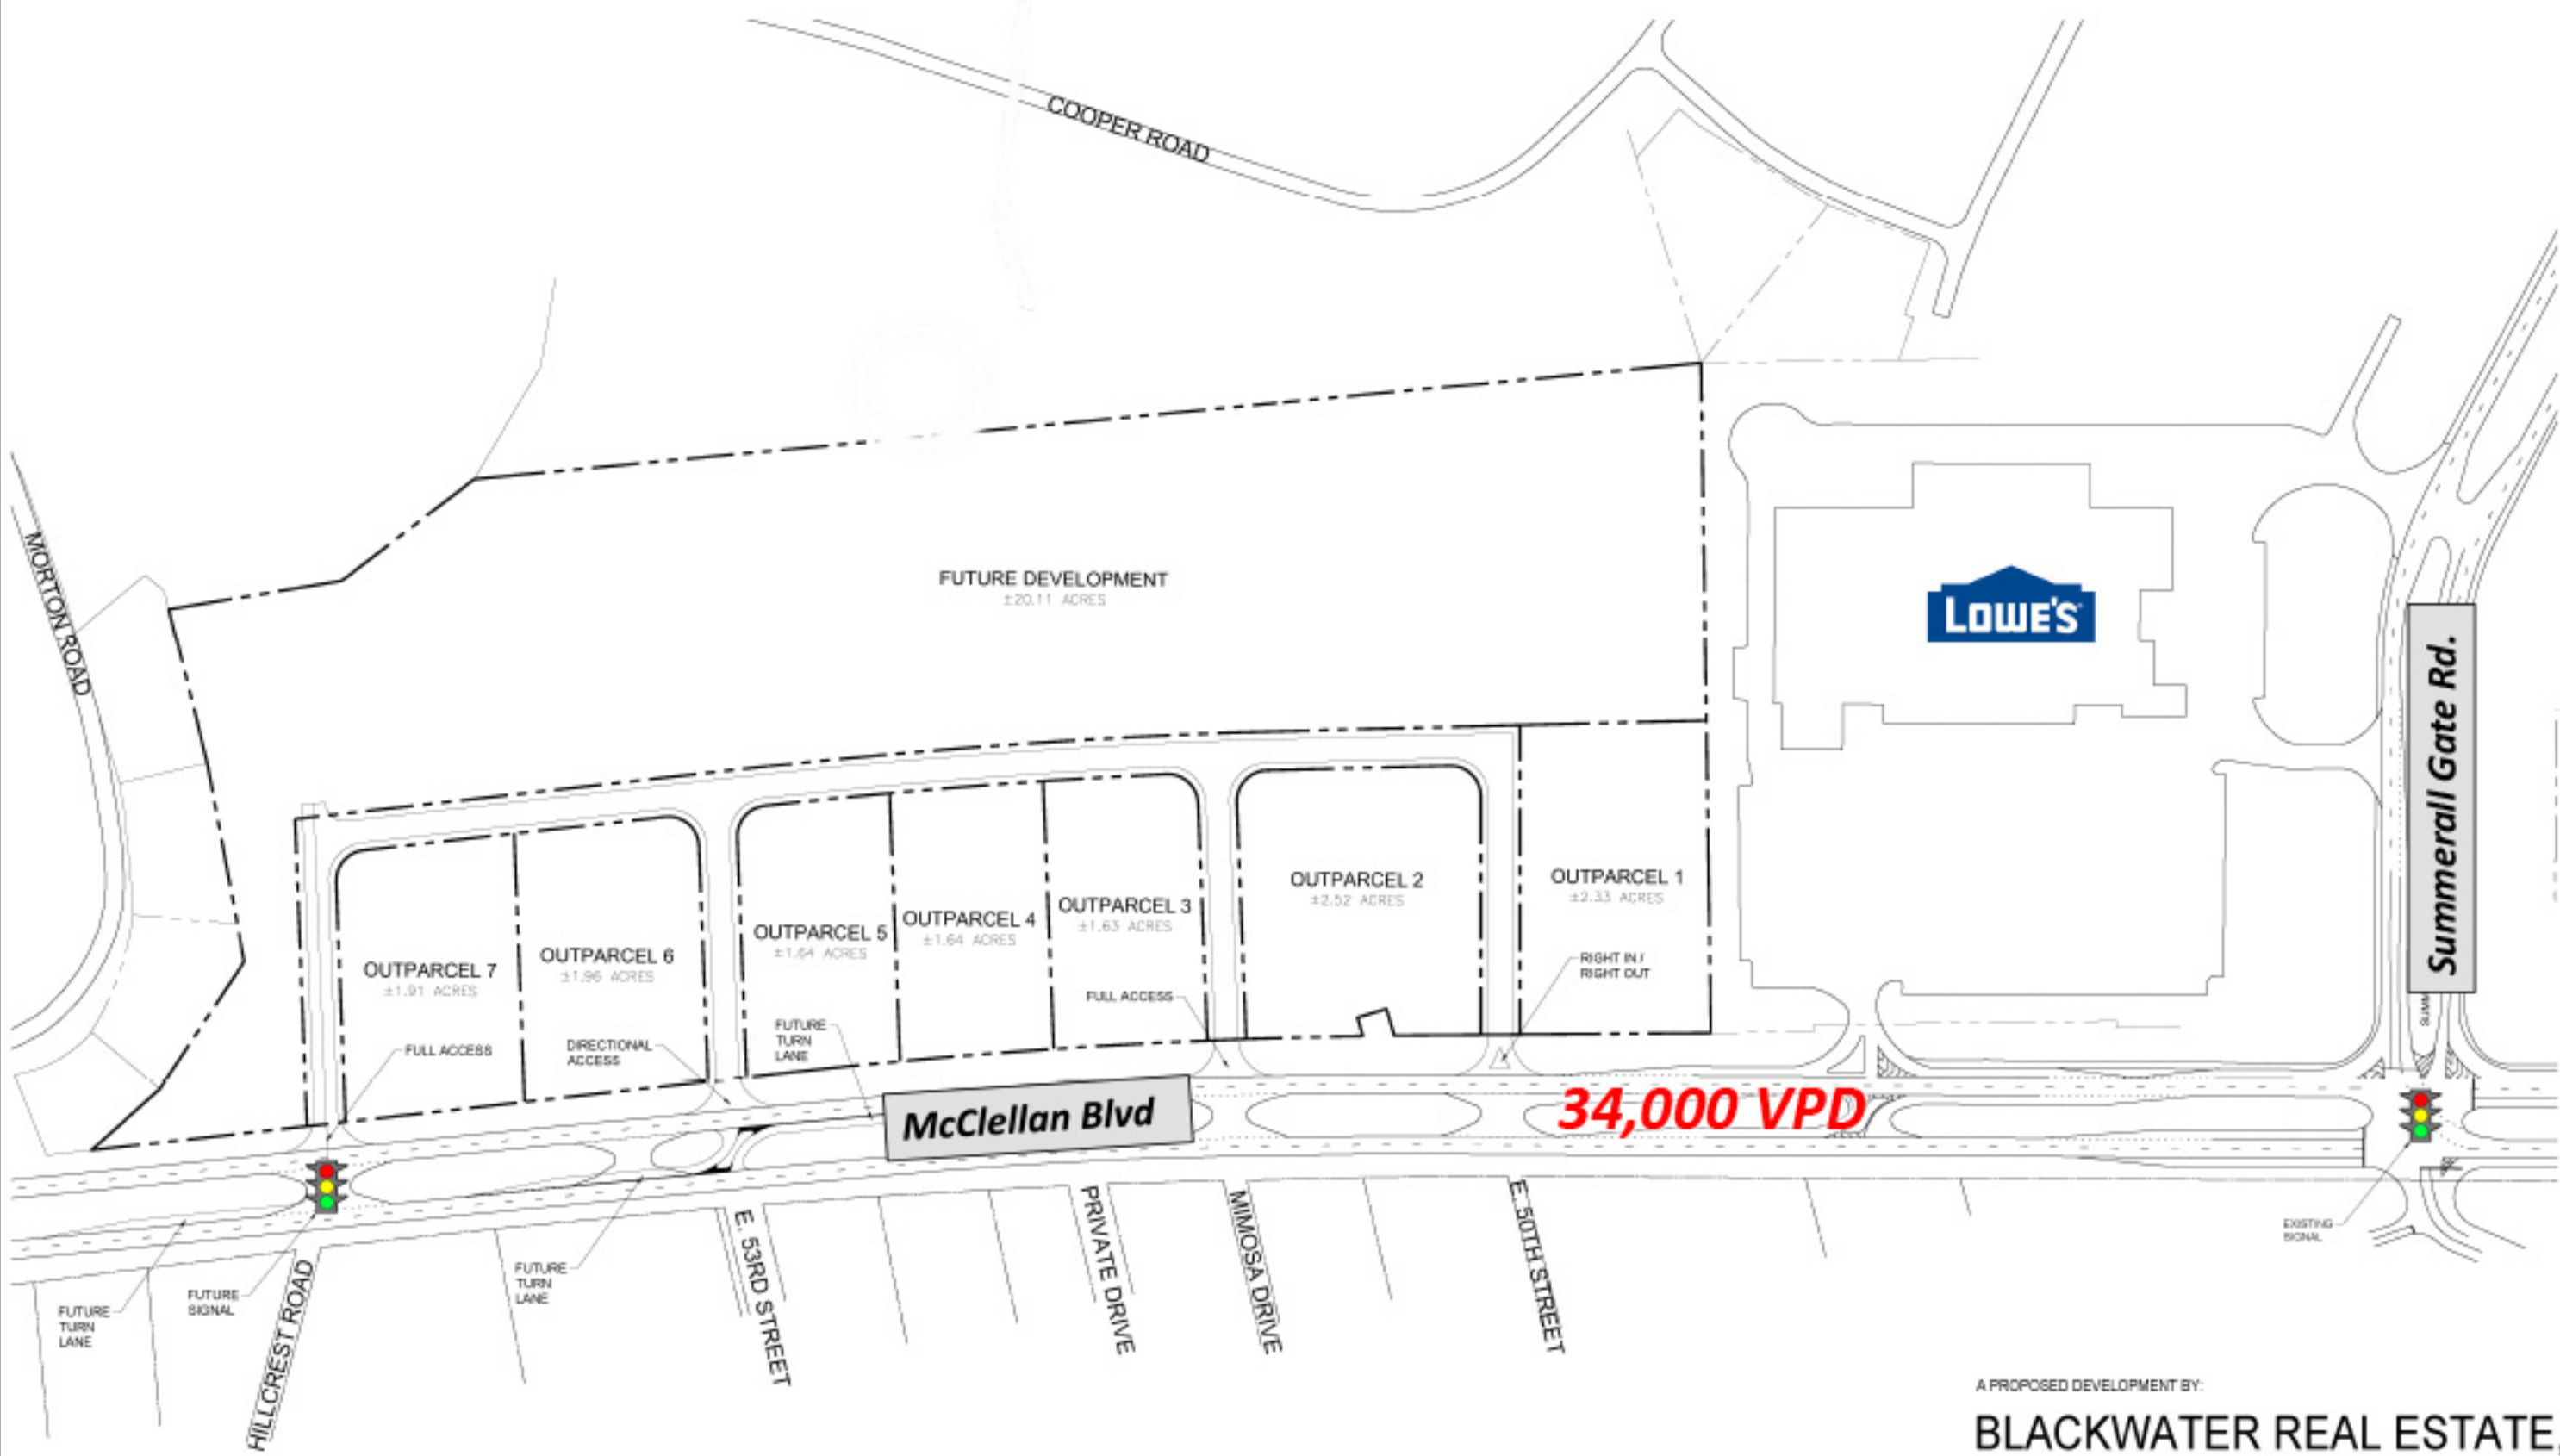 COOPER ROAD
MORTON ROAD
FUTURE DEVELOPMENT
±20.11 ACRES
LOWE'S
Summerall Gate Rd.
SUMM
OUTPARCEL 1
±2.33 ACRES
OUTPARCEL 2
±2.52 ACRES
OUTPARCEL 3
±1.63 ACRES
OUTPARCEL 4
±1.64 ACRES
OUTPARCEL 5
±1.64 ACRES
OUTPARCEL 6
±1.96 ACRES
OUTPARCEL 7
±1.91 ACRES
RIGHT IN /
RIGHT OUT
FULL ACCESS
FUTURE
TURN
LANE
DIRECTIONAL
ACCESS
FULL ACCESS
McClellan Blvd
34,000 VPD
EXISTING
SIGNAL
FUTURE
TURN
LANE
FUTURE
SIGNAL
HILLCREST ROAD
FUTURE
TURN
LANE
E. 53RD STREET
PRIVATE DRIVE
MIMOSA DRIVE
E. 50TH STREET
A PROPOSED DEVELOPMENT BY:
BLACKWATER REAL ESTATE